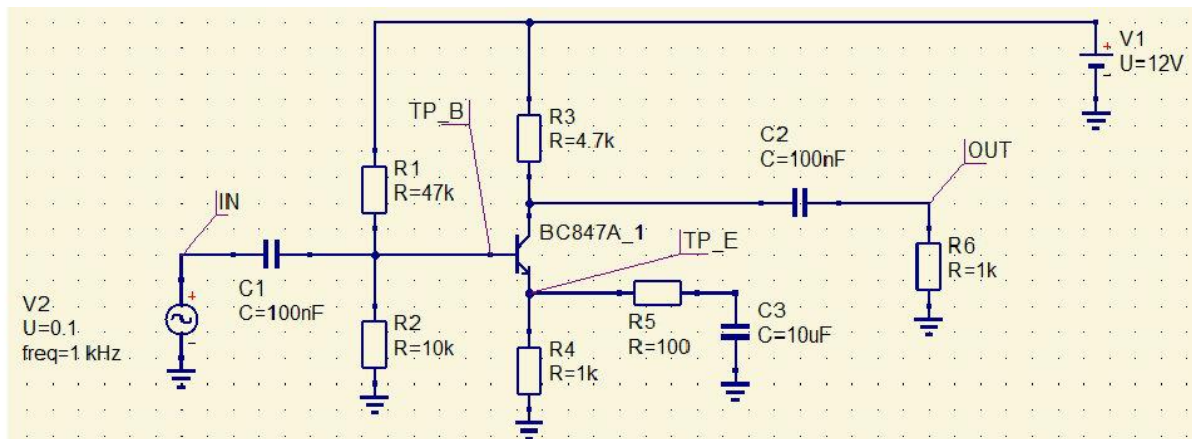 V1
U=12V
TP_B
R3
R=4.7k
C2
C=100nF
OUT
R1
R=47k
IN
BC847A_1
TP_E
R6
R=1k
C1
C=100nF
V2
U=0.1
freq=1 kHz
R2
R=10k
R5
R=100
C3
C=10uF
R4
R=1k